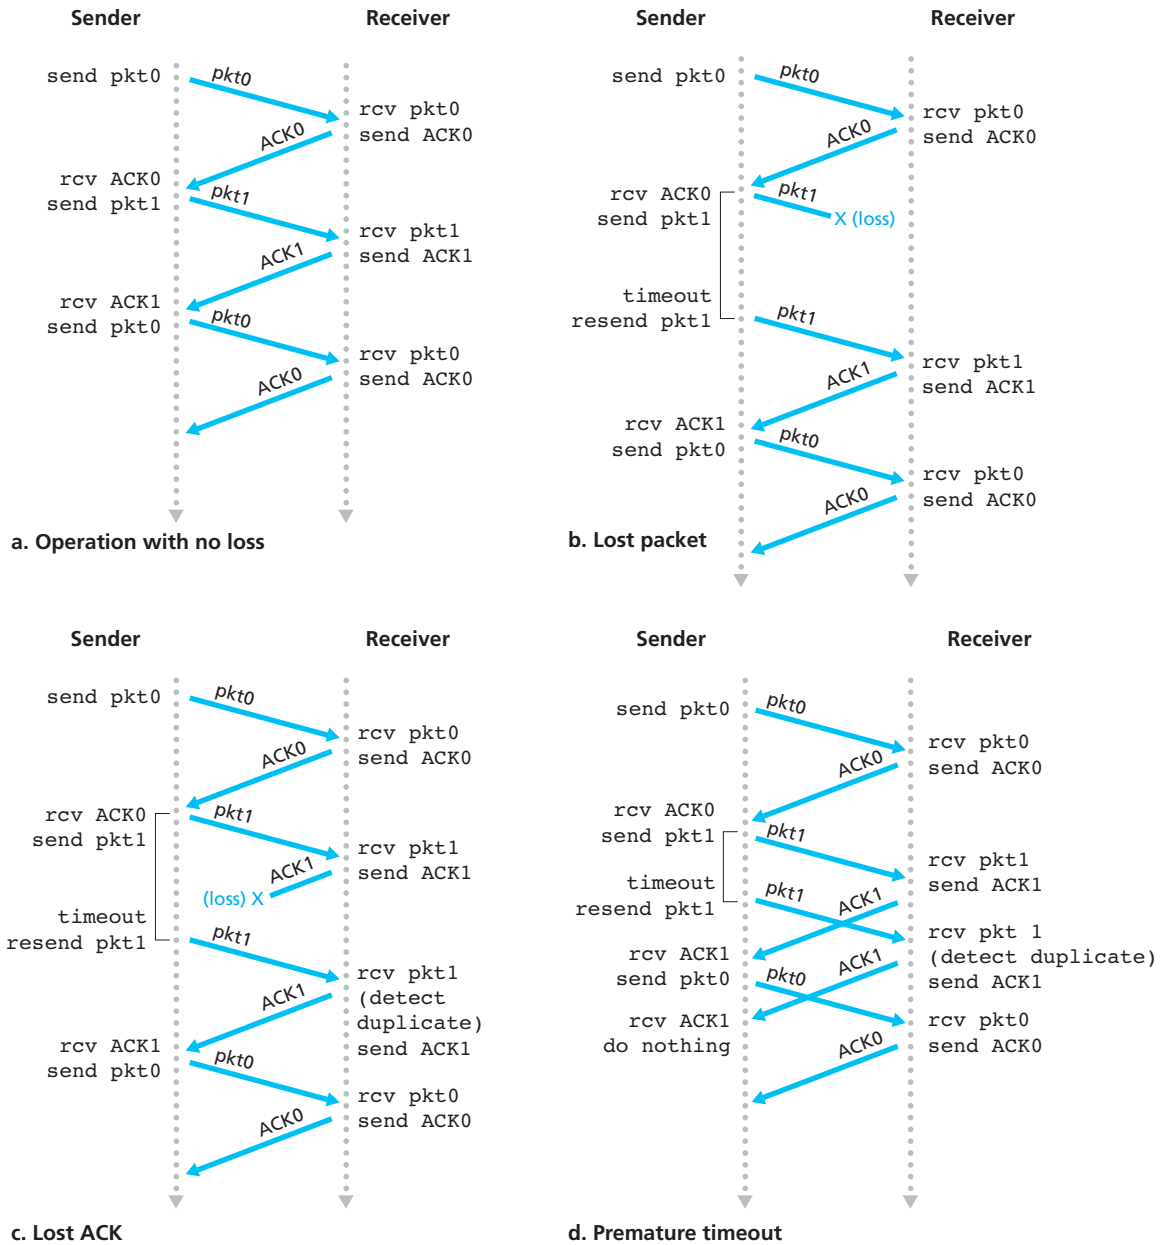 Sender
Receiver
send pkt0
pkt0
rcv pkt0
send ACK0
ACK0
rcv ACK0
send pkt1
pkt1
rcv pkt1
send ACK1
ACK1
rcv ACK1
send pkt0
pkt0
rcv pkt0
send ACK0
ACK0
a. Operation with no loss
Sender
Receiver
send pkt0
pkt0
rcv pkt0
send ACK0
ACK0
rcv ACK0
send pkt1
pkt1
X (loss)
timeout
resend pkt1
pkt1
rcv pkt1
send ACK1
ACK1
rcv ACK1
send pkt0
pkt0
rcv pkt0
send ACK0
ACK0
b. Lost packet
Sender
Receiver
send pkt0
pkt0
rcv pkt0
send ACK0
ACK0
rcv ACK0
send pkt1
pkt1
rcv pkt1
send ACK1
ACK1
(loss) X
timeout
resend pkt1
pkt1
rcv pkt1
(detect
duplicate)
send ACK1
ACK1
rcv ACK1
send pkt0
pkt0
rcv pkt0
send ACK0
ACK0
c. Lost ACK
Sender
Receiver
send pkt0
pkt0
rcv pkt0
send ACK0
ACK0
rcv ACK0
send pkt1
pkt1
rcv pkt1
send ACK1
timeout
resend pkt1
pkt1
ACK1
rcv pkt 1
(detect duplicate)
send ACK1
rcv ACK1
send pkt0
pkt0
ACK1
rcv pkt0
send ACK0
rcv ACK1
do nothing
ACK0
d. Premature timeout